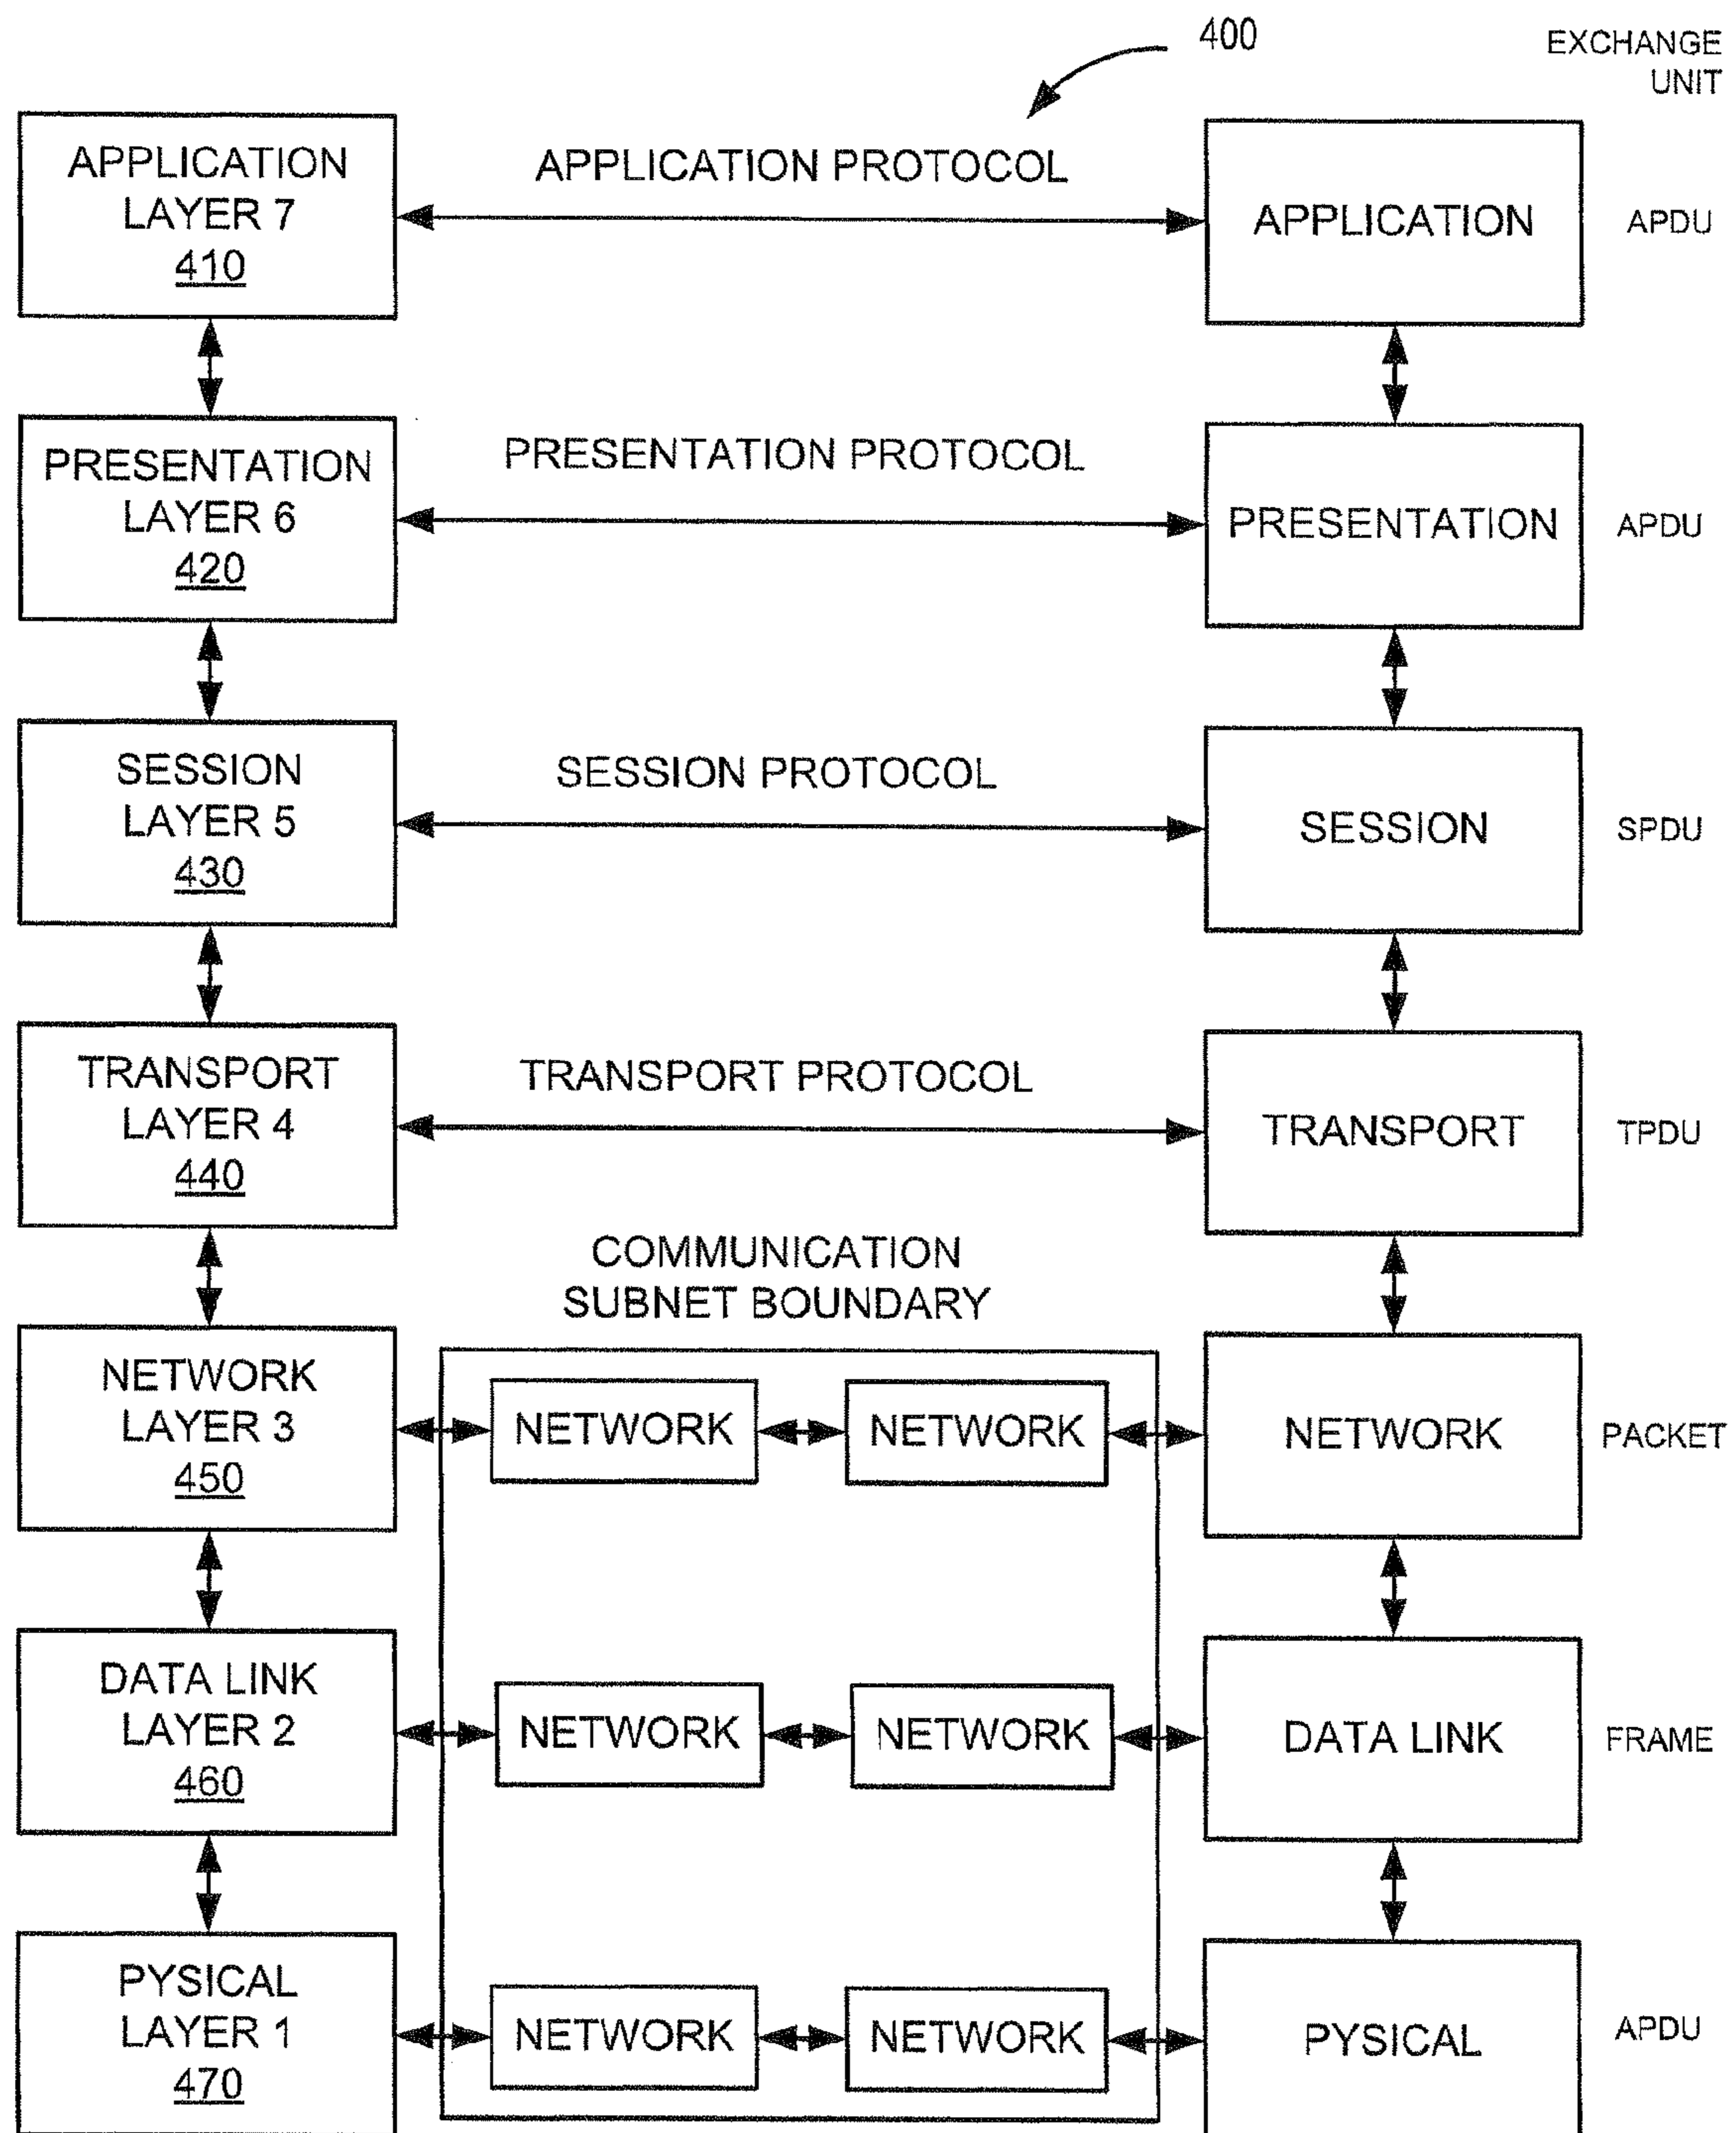 400
EXCHANGE
UNIT
APPLICATION
LAYER 7
410
APPLICATION PROTOCOL
APPLICATION
APDU
PRESENTATION
LAYER 6
420
PRESENTATION PROTOCOL
PRESENTATION
APDU
SESSION
LAYER 5
430
SESSION PROTOCOL
SESSION
SPDU
TRANSPORT
LAYER 4
440
TRANSPORT PROTOCOL
TRANSPORT
TPDU
COMMUNICATION
SUBNET BOUNDARY
NETWORK
LAYER 3
450
NETWORK
NETWORK
NETWORK
PACKET
DATA LINK
LAYER 2
460
NETWORK
NETWORK
DATA LINK
FRAME
PYSICAL
LAYER 1
470
NETWORK
NETWORK
PYSICAL
APDU